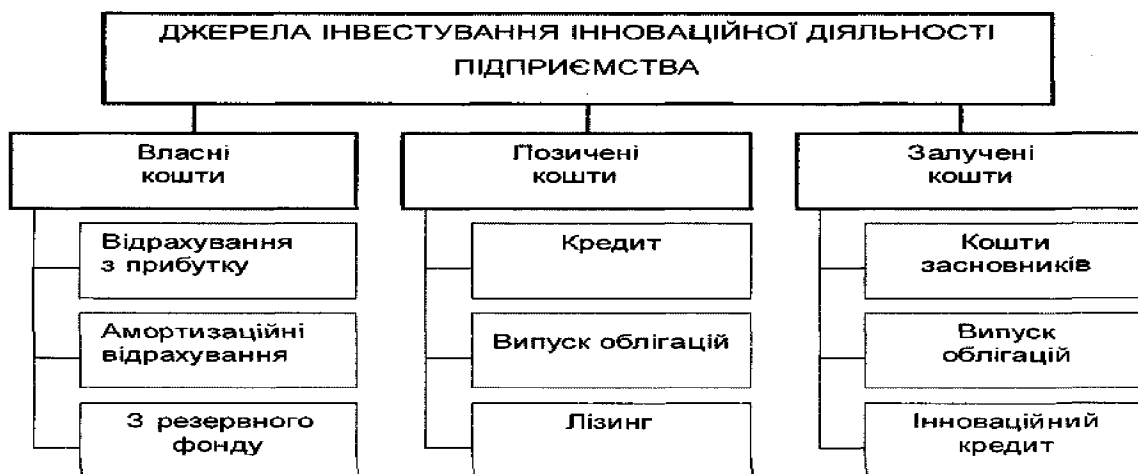 ДЖЕРЕЛА ІНВЕСТУВАННЯ ІННОВАЦІЙНОЇ ДІЯЛЬНОСТІ
ПІДПРИЄМСТВА
Власні
кошти
Відрахування
з прибутку
Амортизаційні
відрахування
З резервного
фонду
Позичені
кошти
Кредит
Випуск облігацій
Лізинг
Залучені
кошти
Кошти
засновників
Випуск
облігацій
Інноваційний
кредит